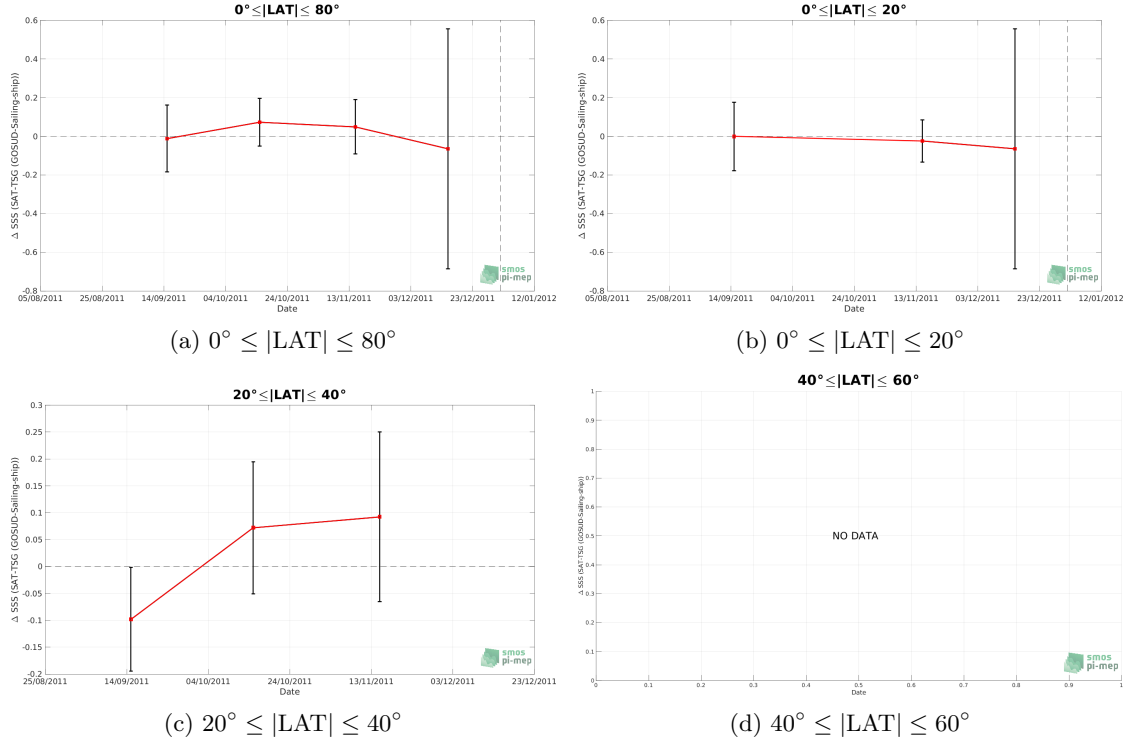 0°≤|LAT|≤ 80°
Δ SSS (SAT-TSG (GOSUD-Sailing-ship))
0.6
0.4
0.2
0
-0.2
-0.4
-0.6
-0.8
05/08/2011 25/08/2011 14/09/2011 04/10/2011 24/10/2011 13/11/2011 03/12/2011 23/12/2011 12/01/2012
Date
smos
pi-mep
(a) 0° ≤ |LAT| ≤ 80°
0°≤|LAT|≤ 20°
Δ SSS (SAT-TSG (GOSUD-Sailing-ship))
0.6
0.4
0.2
0
-0.2
-0.4
-0.6
-0.8
05/08/2011 25/08/2011 14/09/2011 04/10/2011 24/10/2011 13/11/2011 03/12/2011 23/12/2011 12/01/2012
Date
smos
pi-mep
(b) 0° ≤ |LAT| ≤ 20°
20°≤|LAT|≤ 40°
Δ SSS (SAT-TSG (GOSUD-Sailing-ship))
0.3
0.25
0.2
0.15
0.1
0.05
0
-0.05
-0.1
-0.15
-0.2
25/08/2011 14/09/2011 04/10/2011 24/10/2011 13/11/2011 03/12/2011 23/12/2011
Date
smos
pi-mep
(c) 20° ≤ |LAT| ≤ 40°
40°≤|LAT|≤ 60°
Δ SSS (SAT-TSG (GOSUD-Sailing-ship))
1
0.9
0.8
0.7
0.6
0.5
0.4
0.3
0.2
0.1
0
NO DATA
0 0.1 0.2 0.3 0.4 0.5 0.6 0.7 0.8 0.9 1
Date
smos
pi-mep
(d) 40° ≤ |LAT| ≤ 60°